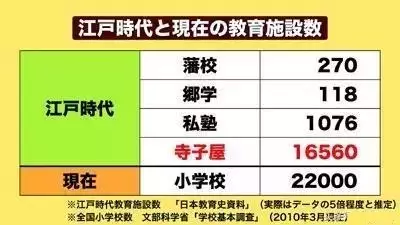 江戸時代と現在の教育施設数
江戸時代
藩校 270
郷学 118
私塾 1076
寺子屋 16560
現在 小学校 22000
※江戸時代教育施設数 「日本教育史資料」(実際はデータの5倍程度と推定)
※全国小学校数 文部科学省「学校基本調査」(2010年3月現在)